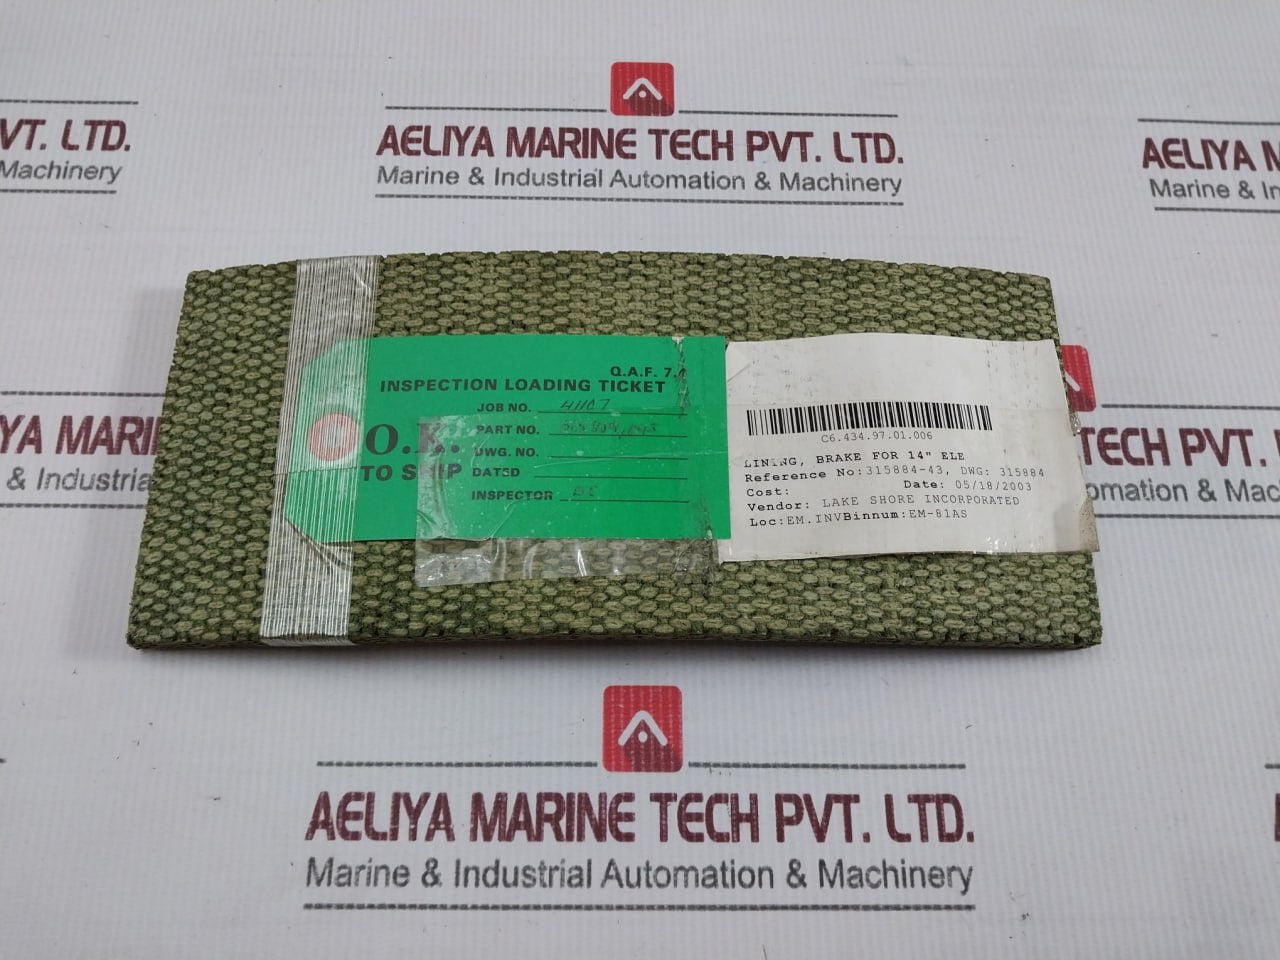 VT. LTD.
Machinery
AELIYA MARINE TECH PVT. LTD.
Marine & Industrial Automation & Machinery
AELIYA M
Marine & In
YA MARI
& Industria
Q.A.F. 7.
INSPECTION LOADING TICKET
JOB NO. 41107
PART NO.
O.K.
TO SHIP
DWG. NO.
DATED
INSPECTOR
C6.434.97.01.006
LINING, BRAKE FOR 14" ELE
Reference No:315884-43, DWG: 315884
Cost: Date: 05/18/2003
Vendor: LAKE SHORE INCORPORATED
Loc:EM.INVBinnum:EM-81AS
PVT. LTD.
omation & Mac
AELIYA MARINE TECH PVT. LTD.
Marine & Industrial Automation & Machinery